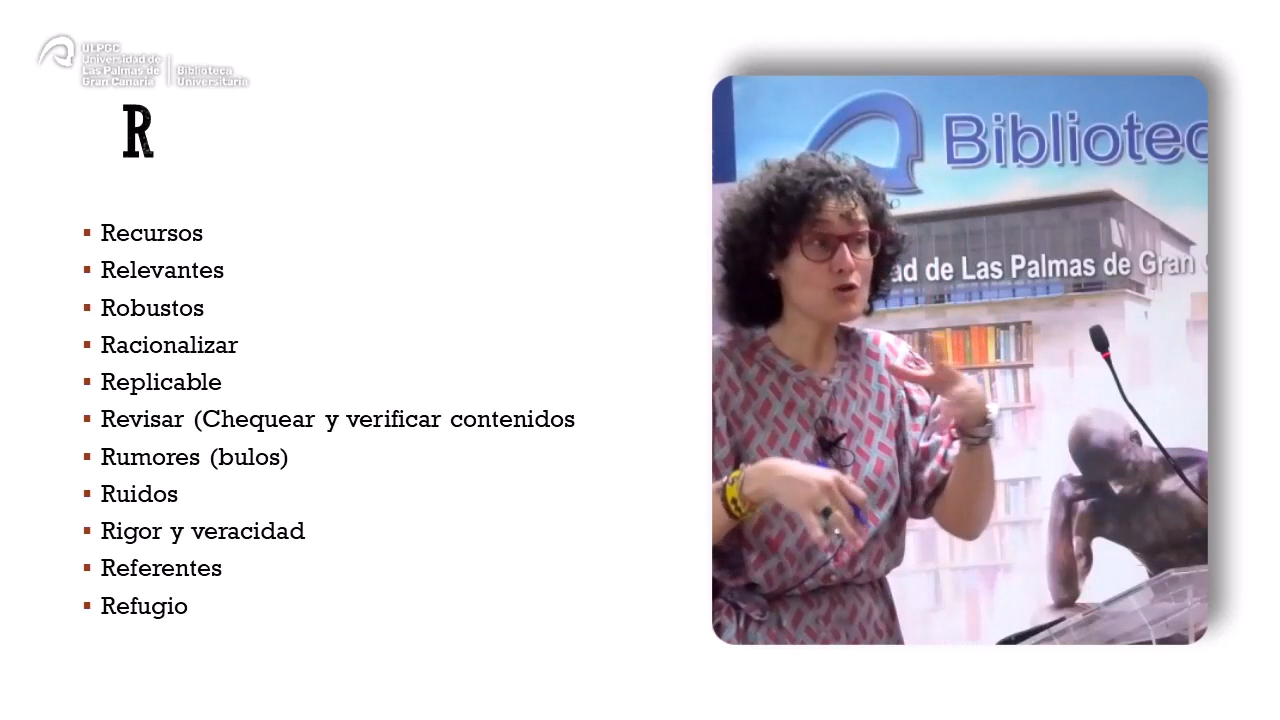 ULPGC
Universidad de
Las Palmas de
Gran Canaria
Biblioteca
Universitaria
R
▪ Recursos
▪ Relevantes
▪ Robustos
▪ Racionalizar
▪ Replicable
▪ Revisar (Chequear y verificar contenidos
▪ Rumores (bulos)
▪ Ruidos
▪ Rigor y veracidad
▪ Referentes
▪ Refugio
Bibliotec
ad de Las Palmas de Gran